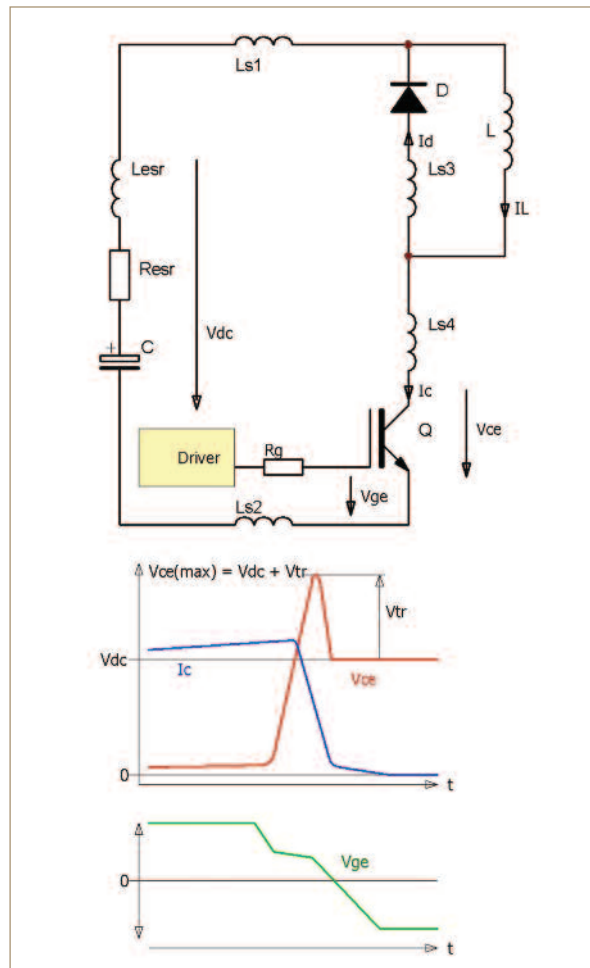 Ls1
D
L
Id
Ls3
IL
Lesr
Resr
Vdc
+
C
Ls4
Ic
Q
Vce
Driver
Rg
Vge
Ls2
Vce(max) = Vdc + Vtr
Vtr
Vdc
Ic
Vce
0
t
Vge
0
t